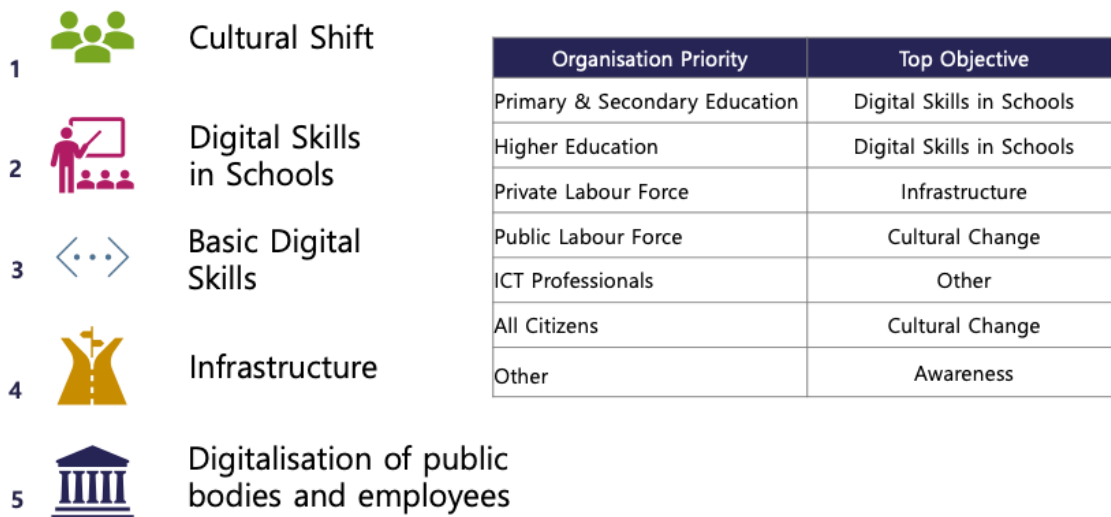 1
Cultural Shift
2
Digital Skills
in Schools
3
Basic Digital
Skills
4
Infrastructure
5
Digitalisation of public
bodies and employees
Organisation Priority Top Objective
Primary & Secondary Education Digital Skills in Schools
Higher Education Digital Skills in Schools
Private Labour Force Infrastructure
Public Labour Force Cultural Change
ICT Professionals Other
All Citizens Cultural Change
Other Awareness